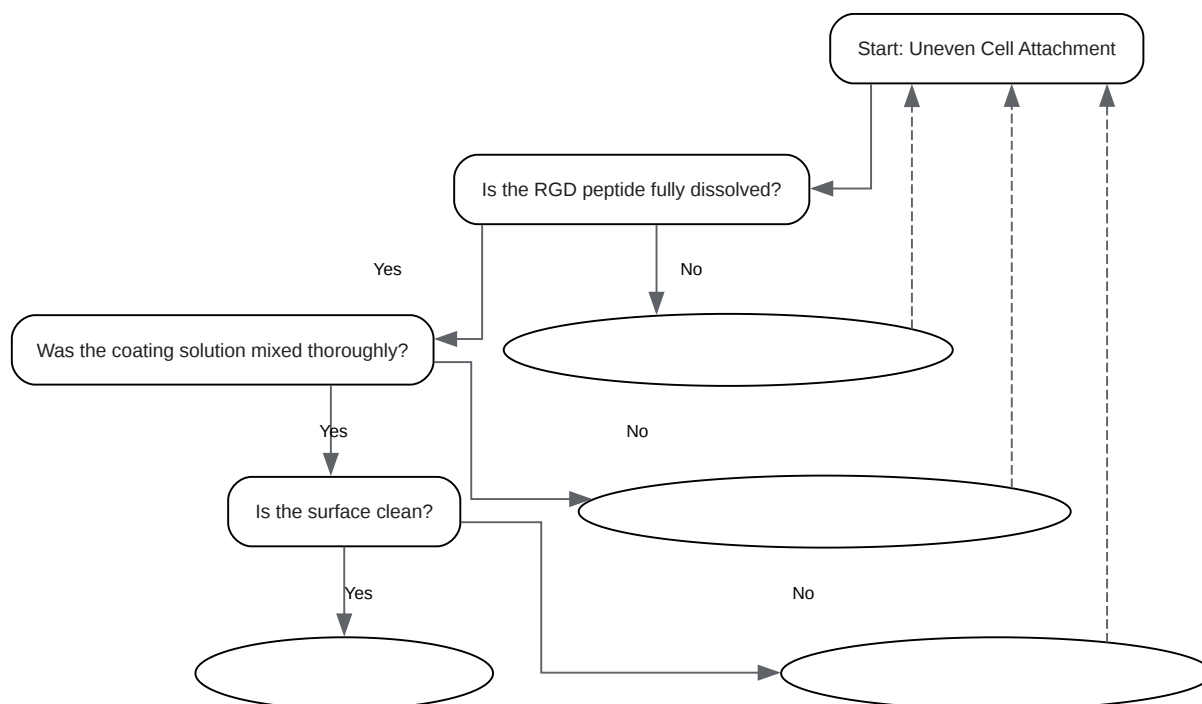 Start: Uneven Cell Attachment
Is the RGD peptide fully dissolved?
Yes
No
Was the coating solution mixed thoroughly?
Yes
No
Is the surface clean?
Yes
No